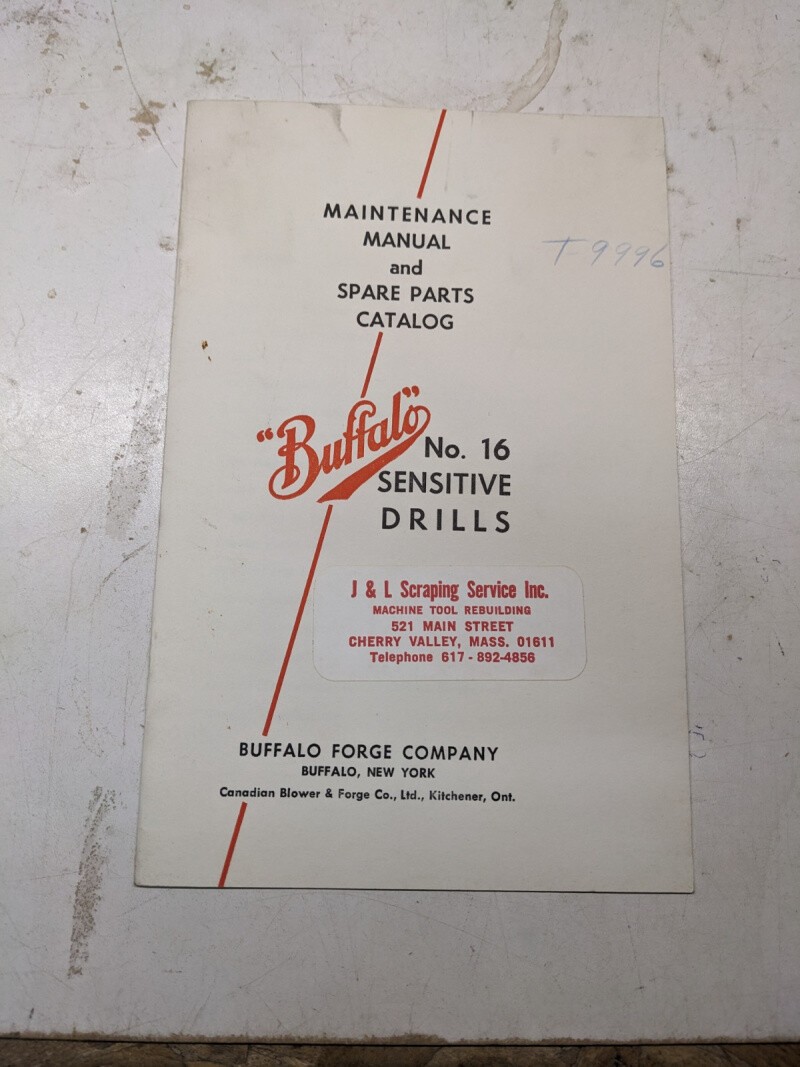 MAINTENANCE
MANUAL
and
SPARE PARTS
CATALOG
T-9996
"Buffalo" No. 16
SENSITIVE
DRILLS
J & L Scraping Service Inc.
MACHINE TOOL REBUILDING
521 MAIN STREET
CHERRY VALLEY, MASS. 01611
Telephone 617-892-4856
BUFFALO FORGE COMPANY
BUFFALO, NEW YORK
Canadian Blower & Forge Co., Ltd., Kitchener, Ont.